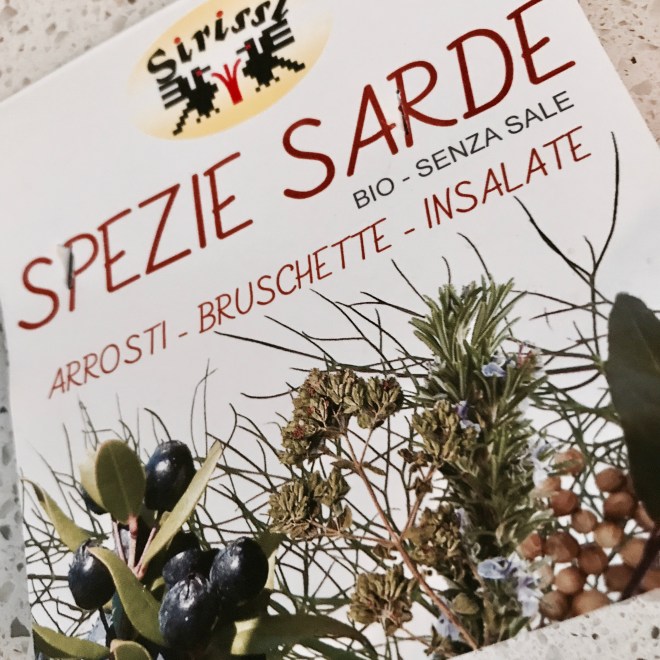 Sirissi
SPEZIE SARDE
BIO - SENZA SALE
ARROSTI - BRUSCHETTE - INSALATE